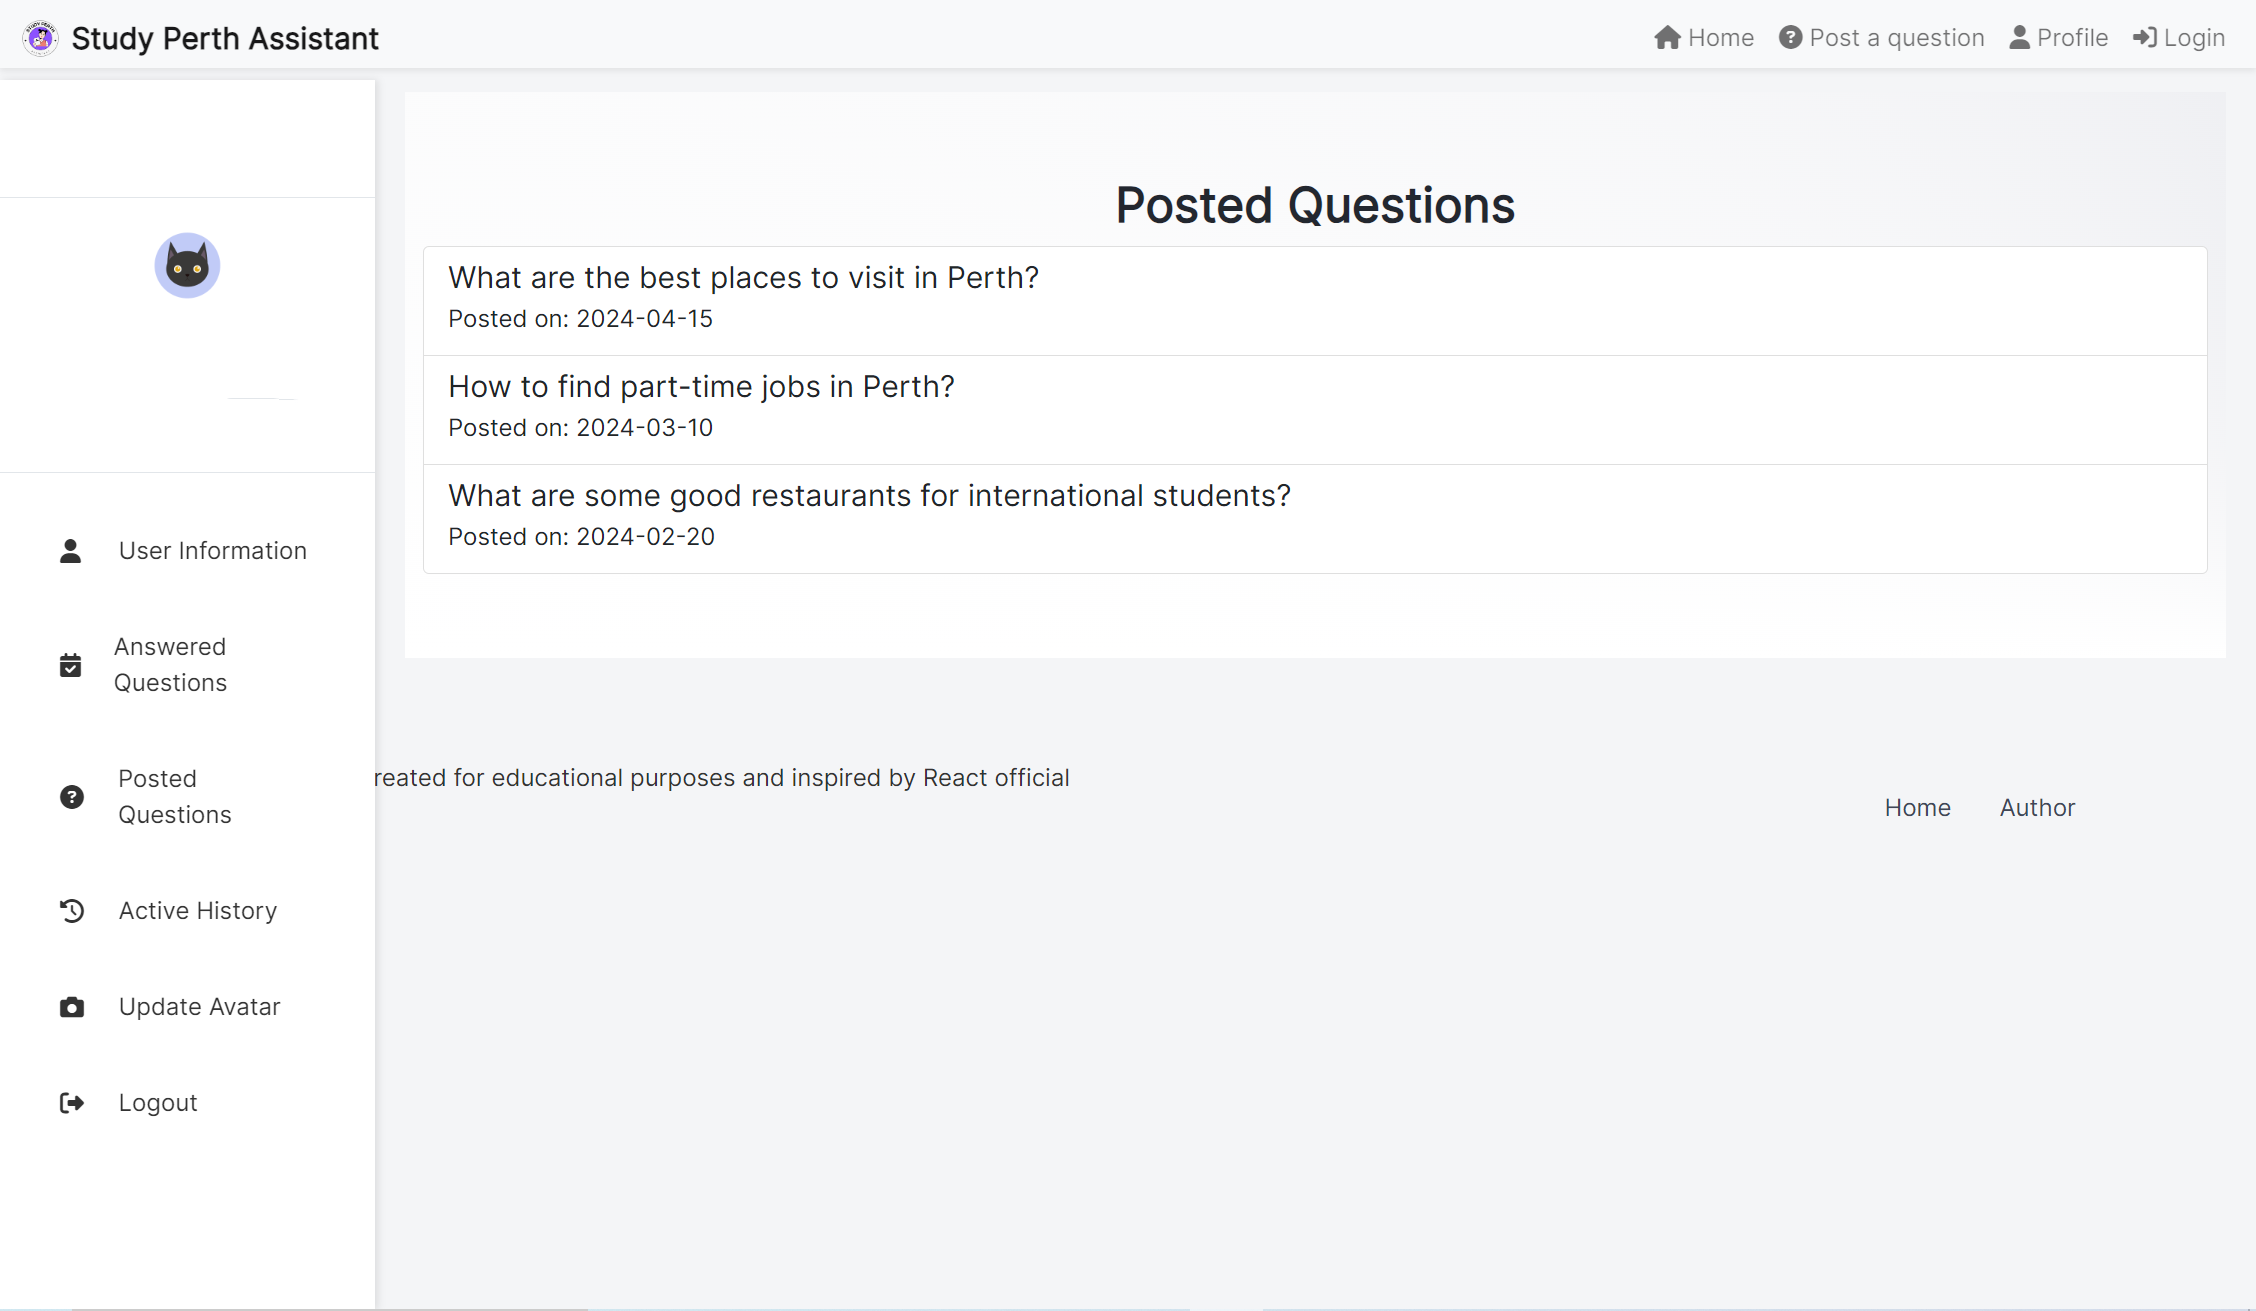 Study Perth Assistant
Home
Post a question
Profile
Login
Posted Questions
What are the best places to visit in Perth?
Posted on: 2024-04-15
How to find part-time jobs in Perth?
Posted on: 2024-03-10
What are some good restaurants for international students?
Posted on: 2024-02-20
User Information
Answered
Questions
Posted
Questions
Active History
Update Avatar
Logout
reated for educational purposes and inspired by React official
Home
Author